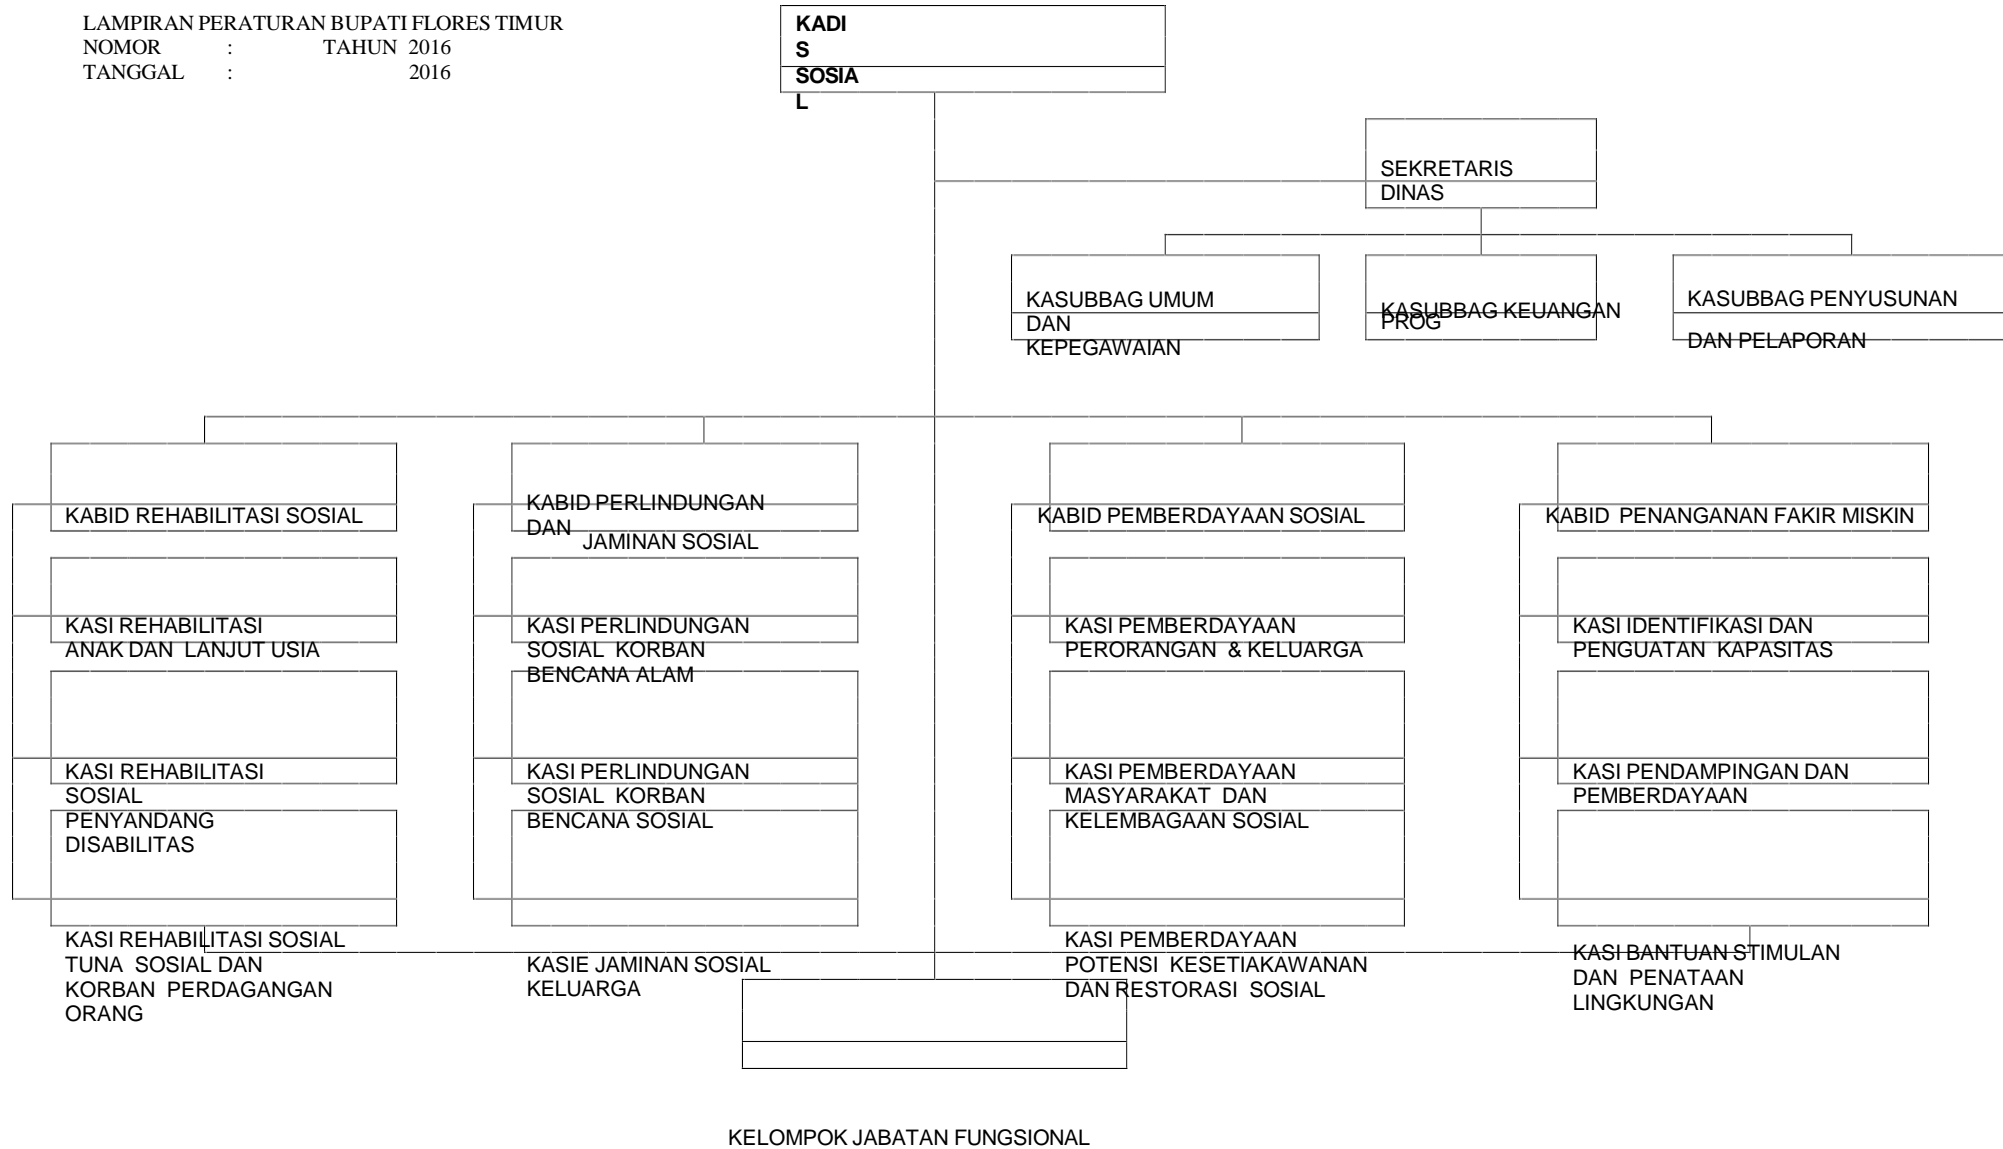 LAMPIRAN PERATURAN BUPATI FLORES TIMUR
NOMOR : TAHUN 2016
TANGGAL : 2016
KADI
S
SOSIA
L
SEKRETARIS
DINAS
KASUBBAG UMUM
DAN
KEPEGAWAIAN
KASUBBAG KEUANGAN
PROG
KASUBBAG PENYUSUNAN
DAN PELAPORAN
KABID REHABILITASI SOSIAL
KASI REHABILITASI
ANAK DAN LANJUT USIA
KASI REHABILITASI
SOSIAL
PENYANDANG
DISABILITAS
KASI REHABILITASI SOSIAL
TUNA SOSIAL DAN
KORBAN PERDAGANGAN
ORANG
KABID PERLINDUNGAN
DAN
JAMINAN SOSIAL
KASI PERLINDUNGAN
SOSIAL KORBAN
BENCANA ALAM
KASI PERLINDUNGAN
SOSIAL KORBAN
BENCANA SOSIAL
KASIE JAMINAN SOSIAL
KELUARGA
KABID PEMBERDAYAAN SOSIAL
KASI PEMBERDAYAAN
PERORANGAN & KELUARGA
KASI PEMBERDAYAAN
MASYARAKAT DAN
KELEMBAGAAN SOSIAL
KASI PEMBERDAYAAN
POTENSI KESETIAKAWANAN
DAN RESTORASI SOSIAL
KABID PENANGANAN FAKIR MISKIN
KASI IDENTIFIKASI DAN
PENGUATAN KAPASITAS
KASI PENDAMPINGAN DAN
PEMBERDAYAAN
KASI BANTUAN STIMULAN
DAN PENATAAN
LINGKUNGAN
KELOMPOK JABATAN FUNGSIONAL